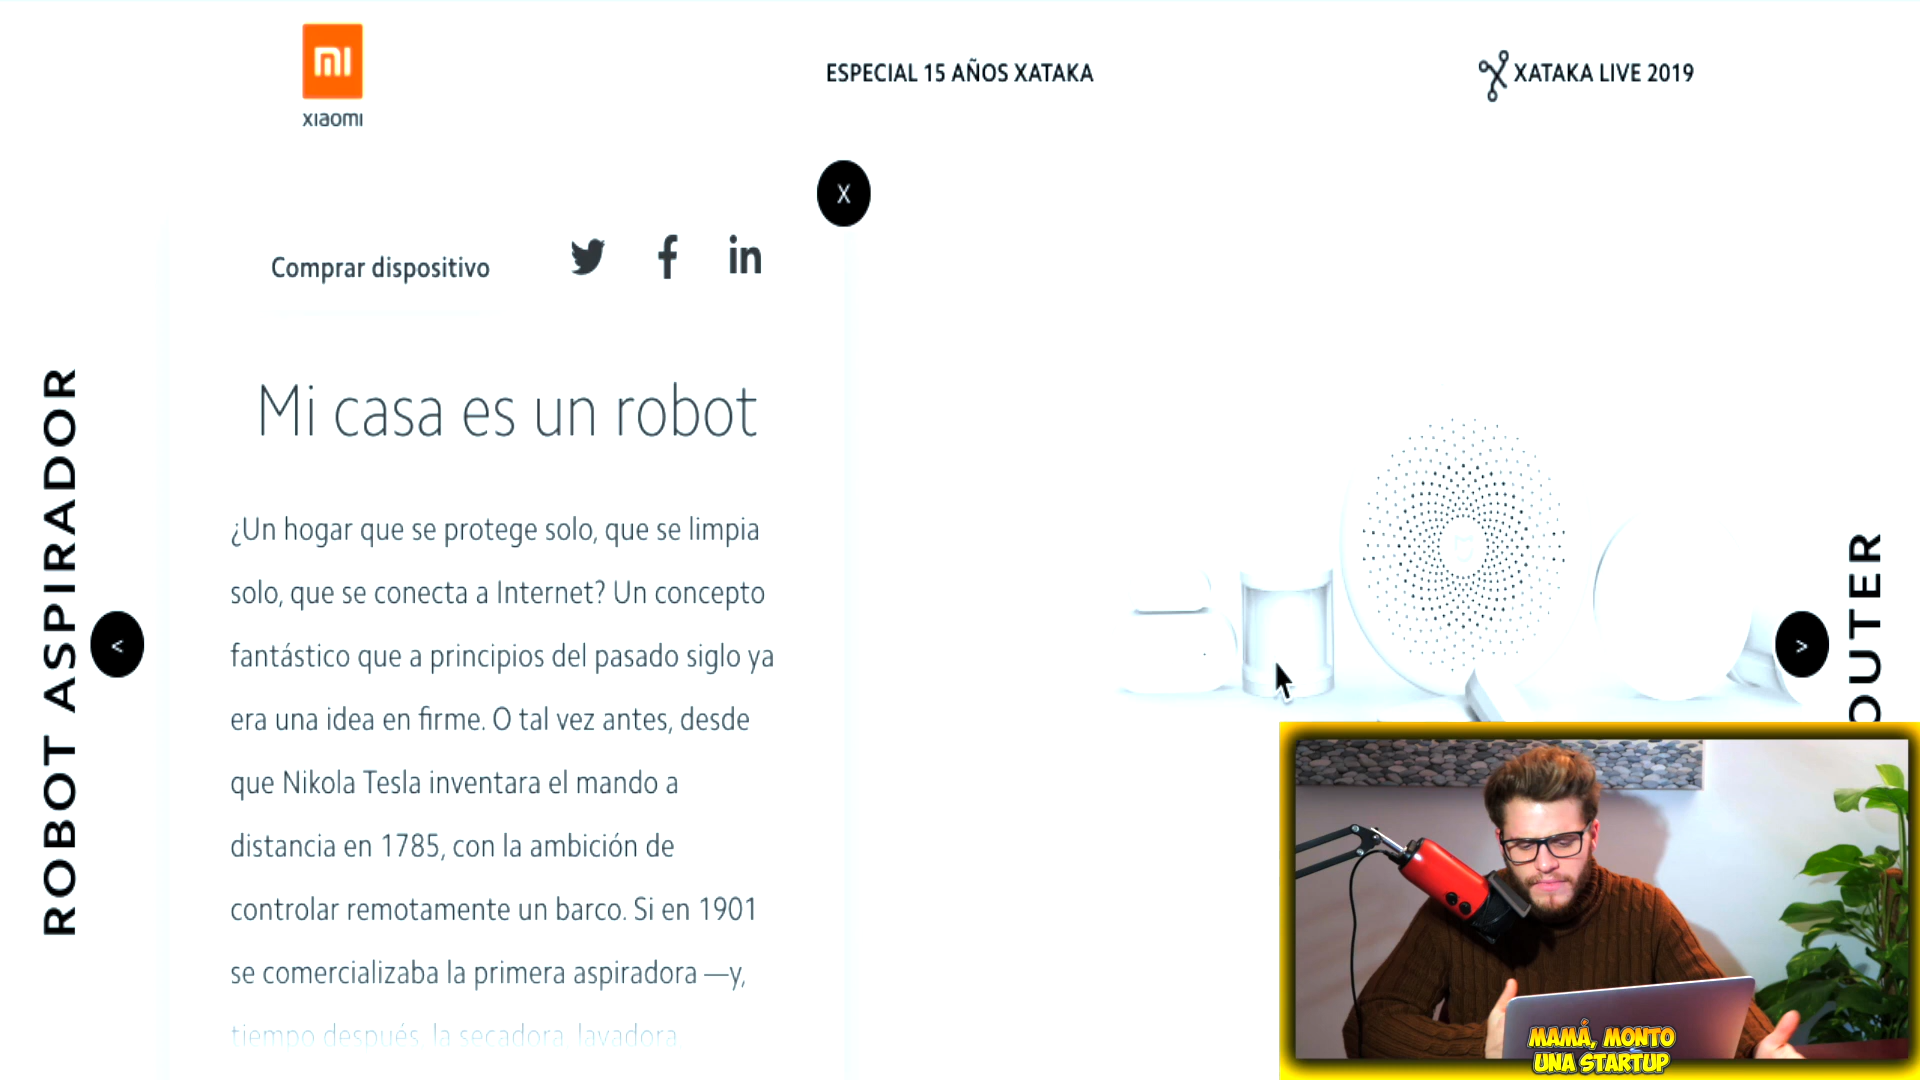 mi
xiaomi
ESPECIAL 15 AÑOS XATAKA
XATAKA LIVE 2019
X
Comprar dispositivo
Mi casa es un robot
¿Un hogar que se protege solo, que se limpia
solo, que se conecta a Internet? Un concepto
fantástico que a principios del pasado siglo ya
era una idea en firme. O tal vez antes, desde
que Nikola Tesla inventara el mando a
distancia en 1785, con la ambición de
controlar remotamente un barco. Si en 1901
se comercializaba la primera aspiradora —y,
tiempo después, la secadora, lavadora
ROBOT ASPIRADOR
<
>
OUTER
MAMÁ, MONTO
UNA STARTUP